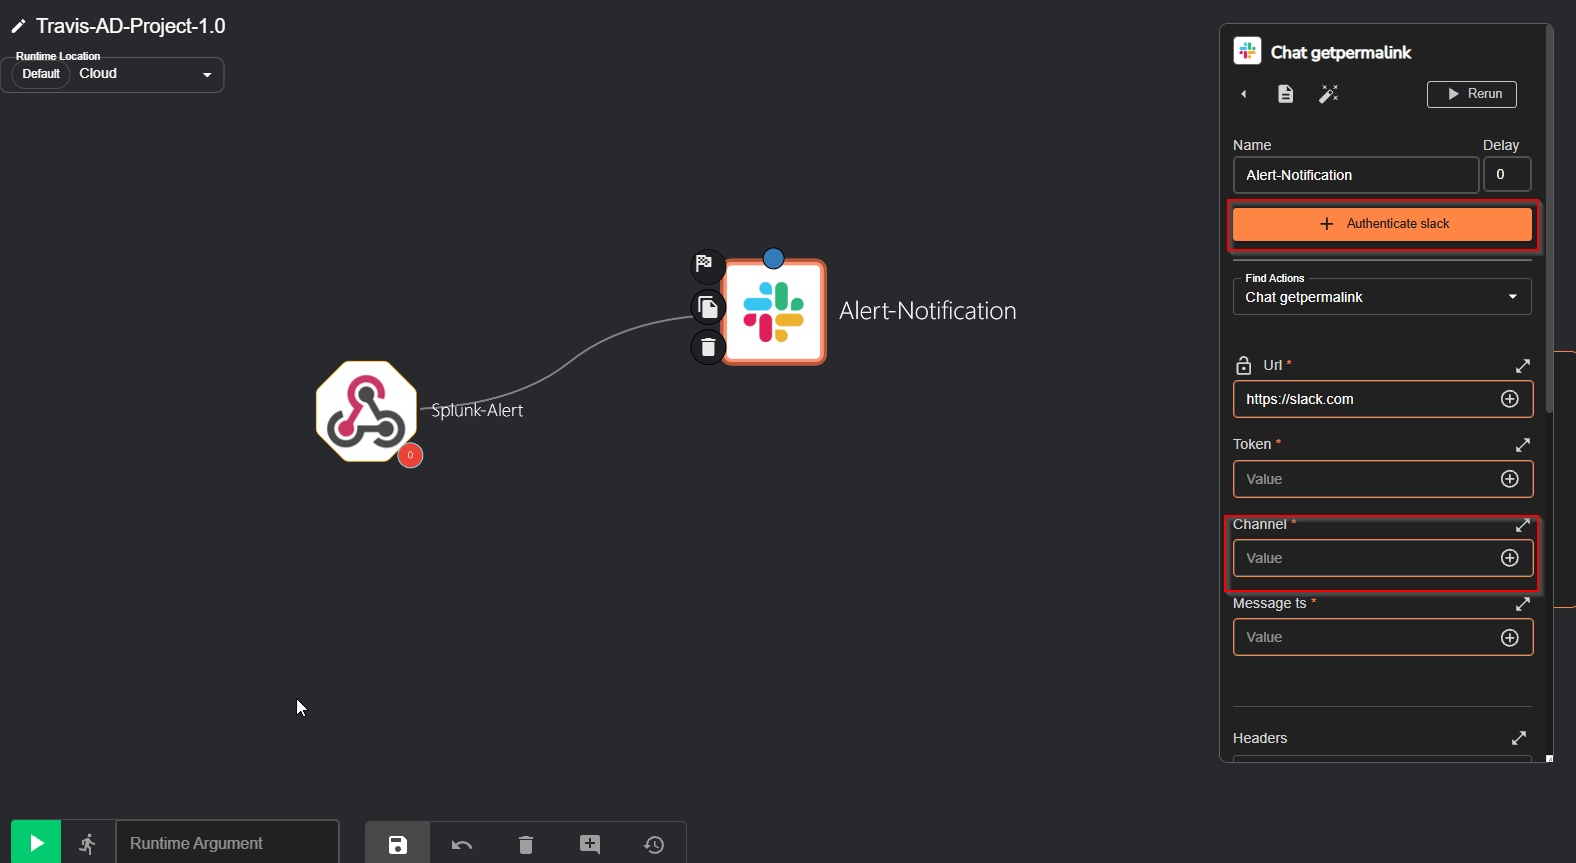 Travis-AD-Project-1.0
Runtime Location
Default Cloud
Splunk-Alert
0
Alert-Notification
Chat getpermalink
Rerun
Name Delay
Alert-Notification 0
Authenticate slack
Find Actions
Chat getpermalink
Url *
https://slack.com
Token *
Value
Channel *
Value
Message ts *
Value
Headers
Runtime Argument